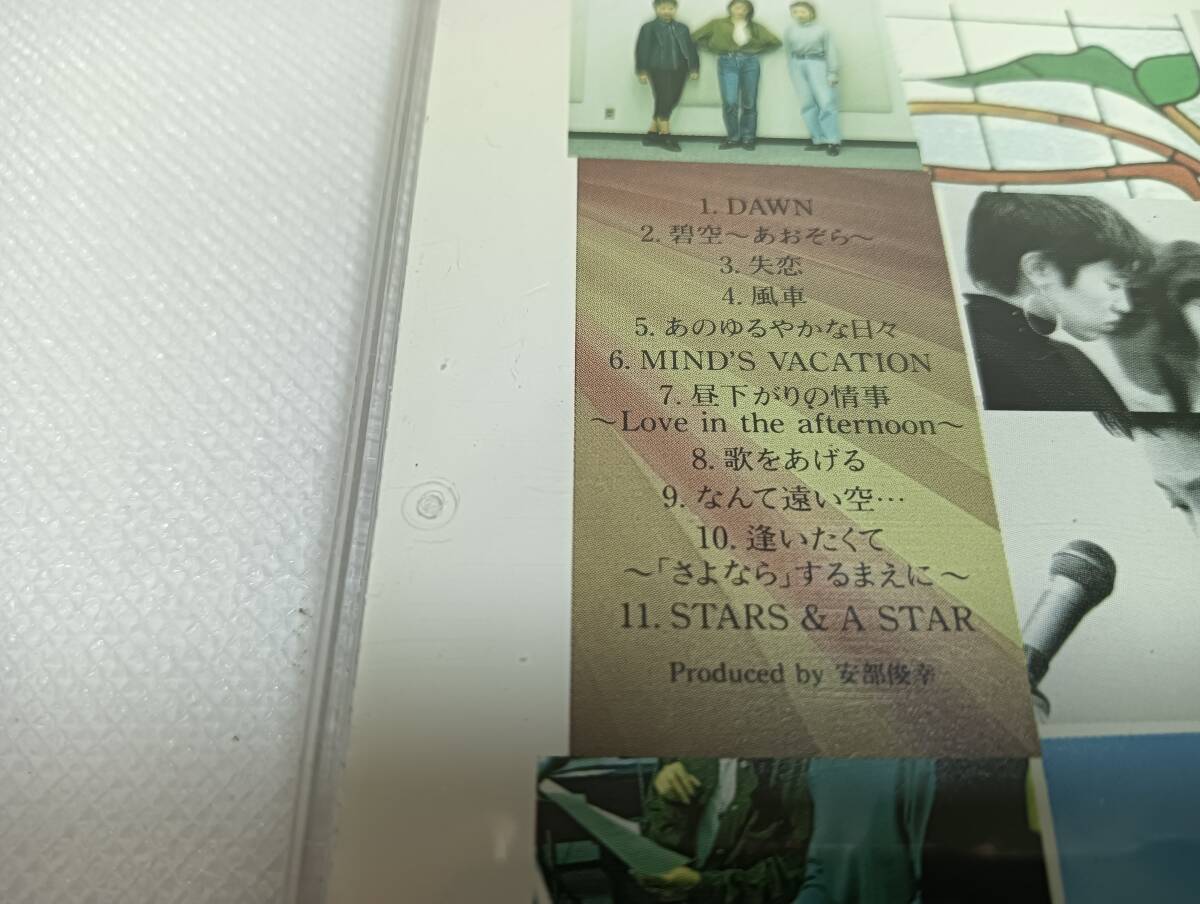 1. DAWN
2. 碧空〜あおぞら〜
3. 失恋
4. 風車
5. あのゆるやかな日々
6. MIND'S VACATION
7. 昼下がりの情事
〜Love in the afternoon〜
8. 歌をあげる
9. なんて遠い空…
10. 逢いたくて
〜「さよなら」するまえに〜
11. STARS & A STAR
Produced by 安部俊幸